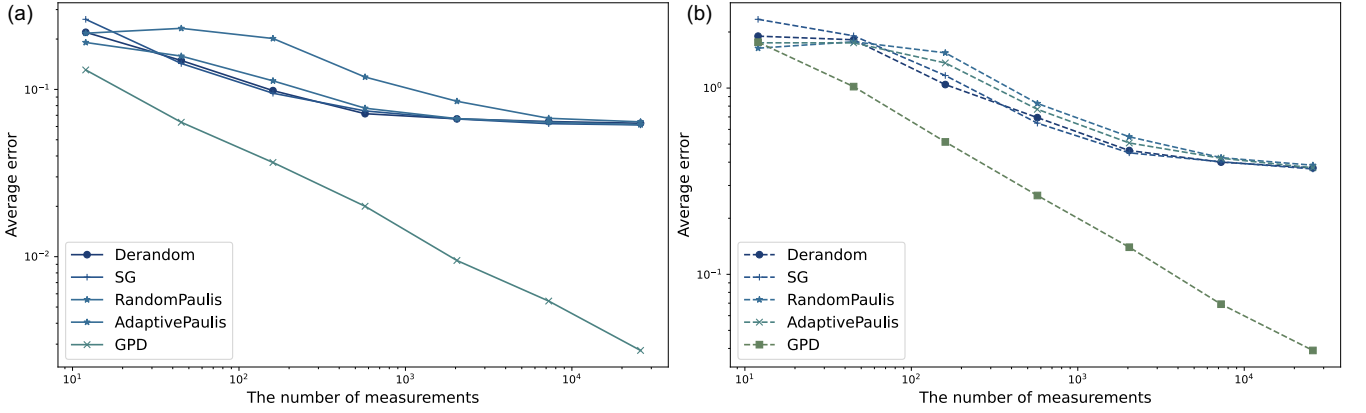 (a)
Average error
10⁻¹
10⁻²
Derandom
SG
RandomPaulis
AdaptivePaulis
GPD
10¹ 10² 10³ 10⁴
The number of measurements
(b)
Average error
10⁰
10⁻¹
Derandom
SG
RandomPaulis
AdaptivePaulis
GPD
10¹ 10² 10³ 10⁴
The number of measurements